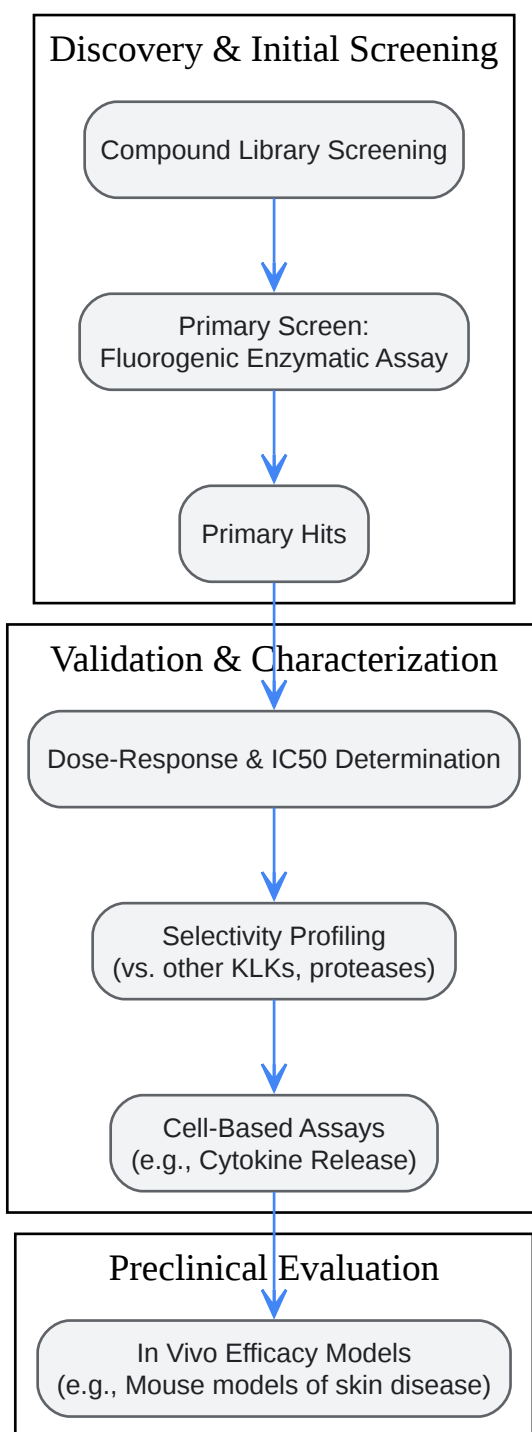 Discovery & Initial Screening
Compound Library Screening
Primary Screen:
Fluorogenic Enzymatic Assay
Primary Hits
Validation & Characterization
Dose-Response & IC50 Determination
Selectivity Profiling
(vs. other KLKs, proteases)
Cell-Based Assays
(e.g., Cytokine Release)
Preclinical Evaluation
In Vivo Efficacy Models
(e.g., Mouse models of skin disease)